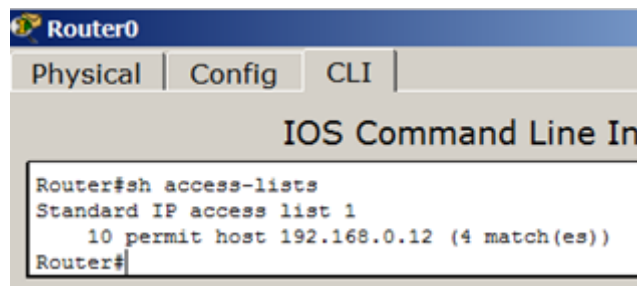 Router0
Physical Config CLI
IOS Command Line In
Router#sh access-lists
Standard IP access list 1
10 permit host 192.168.0.12 (4 match(es))
Router#